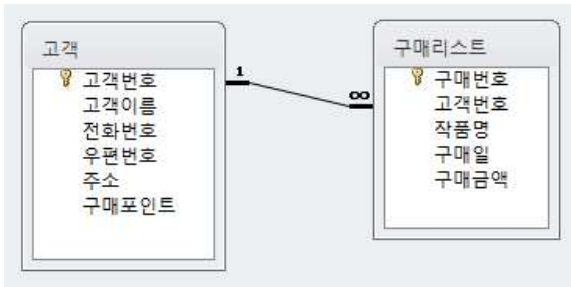 고객
고객번호
고객이름
전화번호
우편번호
주소
구매포인트
1
∞
구매리스트
구매번호
고객번호
작품명
구매일
구매금액